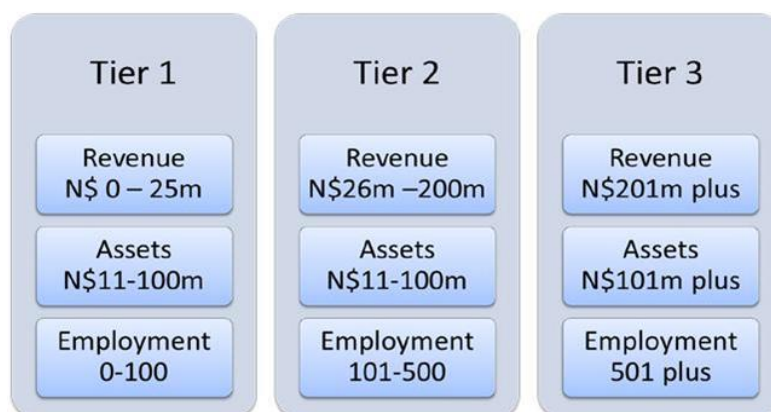 Tier 1
Revenue
N$ 0 – 25m
Assets
N$11-100m
Employment
0-100
Tier 2
Revenue
N$26m –200m
Assets
N$11-100m
Employment
101-500
Tier 3
Revenue
N$201m plus
Assets
N$101m plus
Employment
501 plus